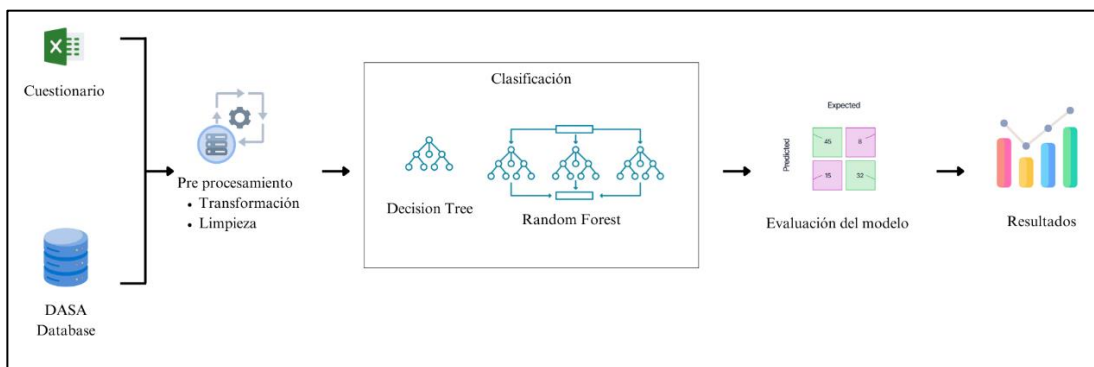 X
Cuestionario
DASA
Database
Pre procesamiento
• Transformación
• Limpieza
Clasificación
Decision Tree
Random Forest
Expected
Predicted
45
8
15
32
Evaluación del modelo
Resultados